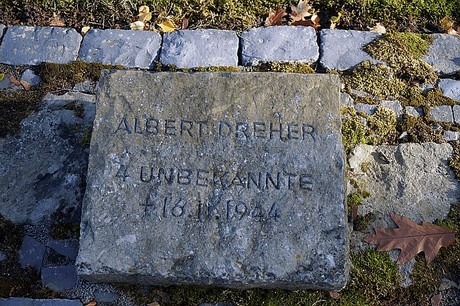 ALBERT DREHER
4 UNBEKANNTE
+ 16.11.1944